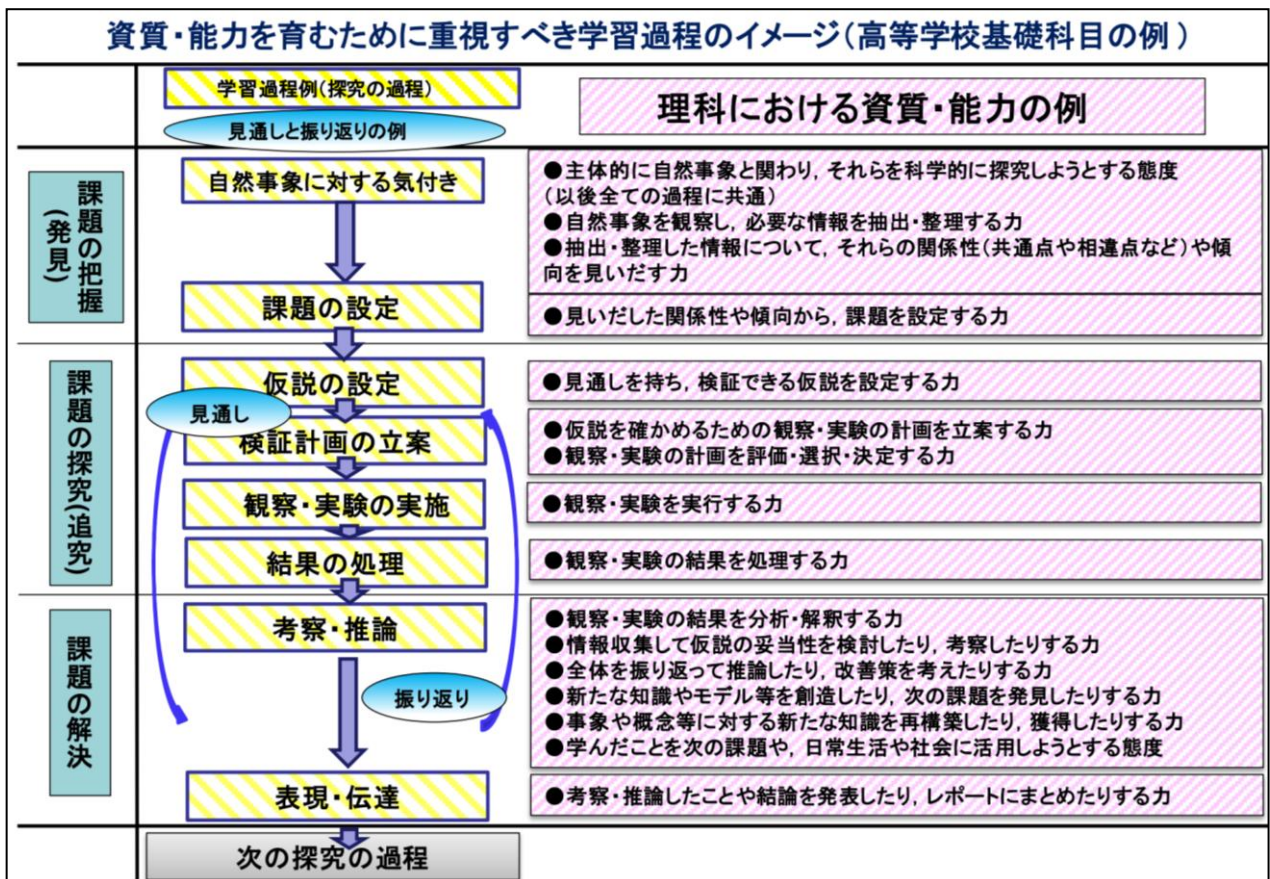 資質・能力を育むために重視すべき学習過程のイメージ（高等学校基礎科目の例）
学習過程例（探究の過程）
見通しと振り返りの例
理科における資質・能力の例
課題の把握
（発見）
自然事象に対する気付き
●主体的に自然事象と関わり，それらを科学的に探究しようとする態度
（以後全ての過程に共通）
●自然事象を観察し，必要な情報を抽出・整理する力
●抽出・整理した情報について，それらの関係性（共通点や相違点など）や傾
向を見いだす力
課題の設定
●見いだした関係性や傾向から，課題を設定する力
課題の探究（追究）
仮説の設定
●見通しを持ち，検証できる仮説を設定する力
見通し
検証計画の立案
●仮説を確かめるための観察・実験の計画を立案する力
●観察・実験の計画を評価・選択・決定する力
観察・実験の実施
●観察・実験を実行する力
結果の処理
●観察・実験の結果を処理する力
課題の解決
考察・推論
●観察・実験の結果を分析・解釈する力
●情報収集して仮説の妥当性を検討したり，考察したりする力
●全体を振り返って推論したり，改善策を考えたりする力
●新たな知識やモデル等を創造したり，次の課題を発見したりする力
●事象や概念等に対する新たな知識を再構築したり，獲得したりする力
●学んだことを次の課題や，日常生活や社会に活用しようとする態度
振り返り
表現・伝達
●考察・推論したことや結論を発表したり，レポートにまとめたりする力
次の探究の過程